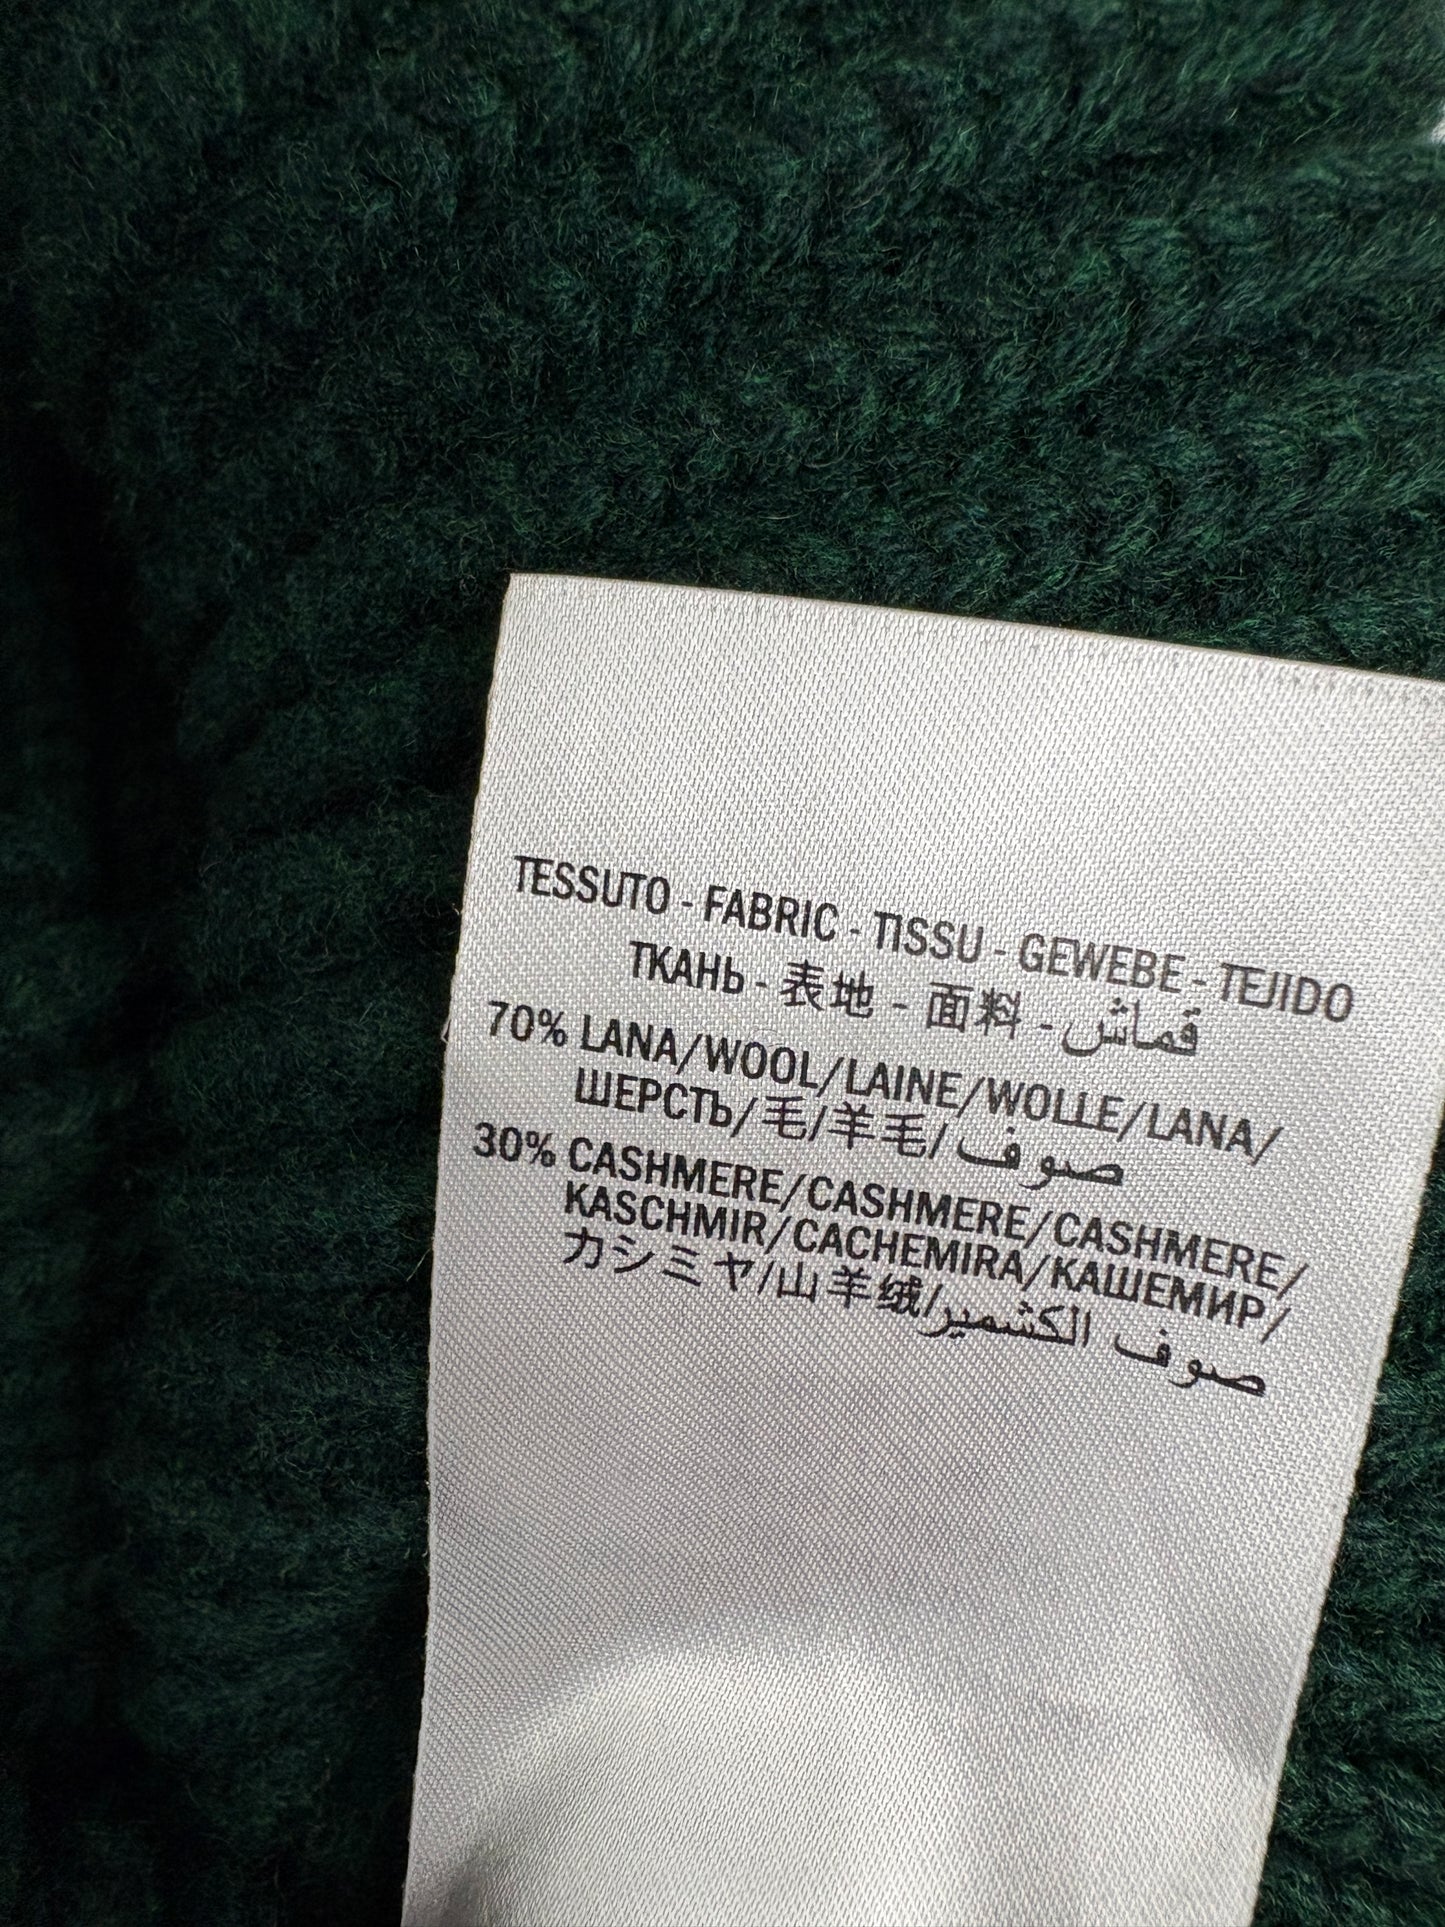 TESSUTO - FABRIC - TISSU - GEWEBE - TEJIDO
ТКАНЬ - 表地 - 面料 - قماش
70% LANA/WOOL/LAINE/WOLLE/LANA/
ШЕРСТЬ/毛/羊毛/صوف
30% CASHMERE/CASHMERE/CASHMERE/
KASCHMIR/CACHEMIRA/КАШЕМИР/
カシミヤ/山羊绒/صوف الكشمير